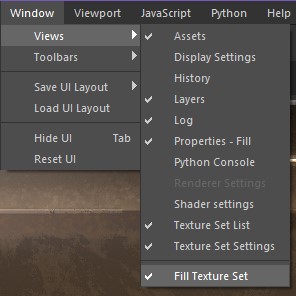 Window Viewport JavaScript Python Help
Views
Toolbars
Save UI Layout
Load UI Layout
Hide UI Tab
Reset UI
Assets
Display Settings
History
Layers
Log
Properties - Fill
Python Console
Renderer Settings
Shader settings
Texture Set List
Texture Set Settings
Fill Texture Set